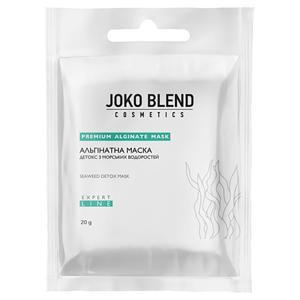 JOKO BLEND
COSMETICS
PREMIUM ALGINATE MASK
АЛЬГІНАТНА МАСКА
ДЕТОКС З МОРСЬКИХ ВОДОРОСТЕЙ
SEAWEED DETOX MASK
EXPERT
LINE
20 g